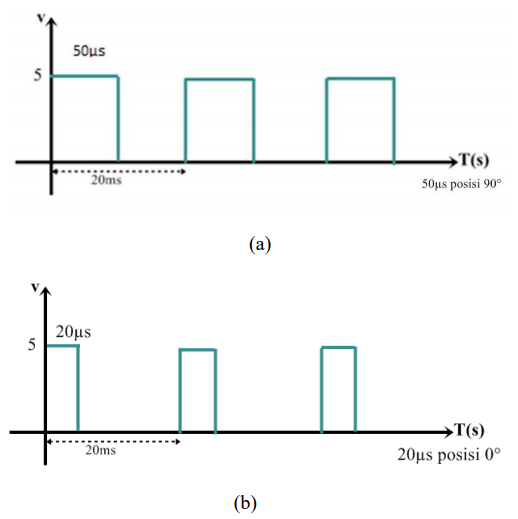 v
50µs
5
T(s)
20ms
50µs posisi 90°
(a)
v
20µs
5
T(s)
20ms
20µs posisi 0°
(b)